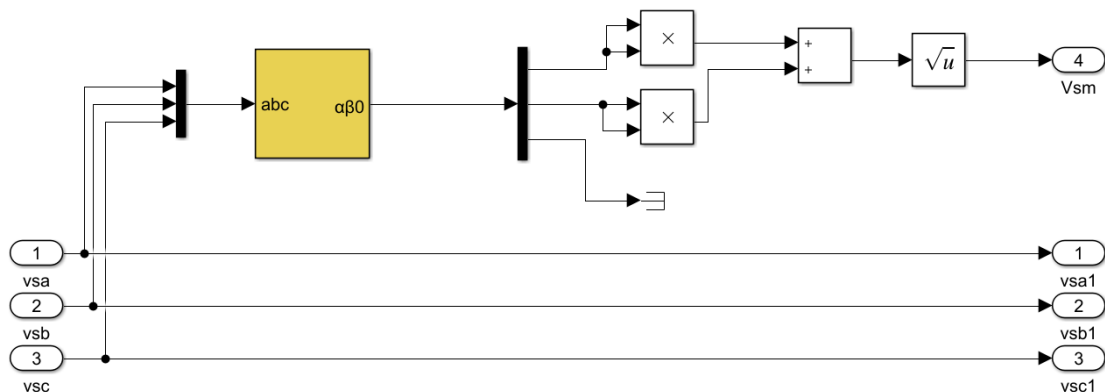 abc
αβ0
×
×
+
+
√u
4
Vsm
1
vsa
2
vsb
3
vsc
1
vsa1
2
vsb1
3
vsc1